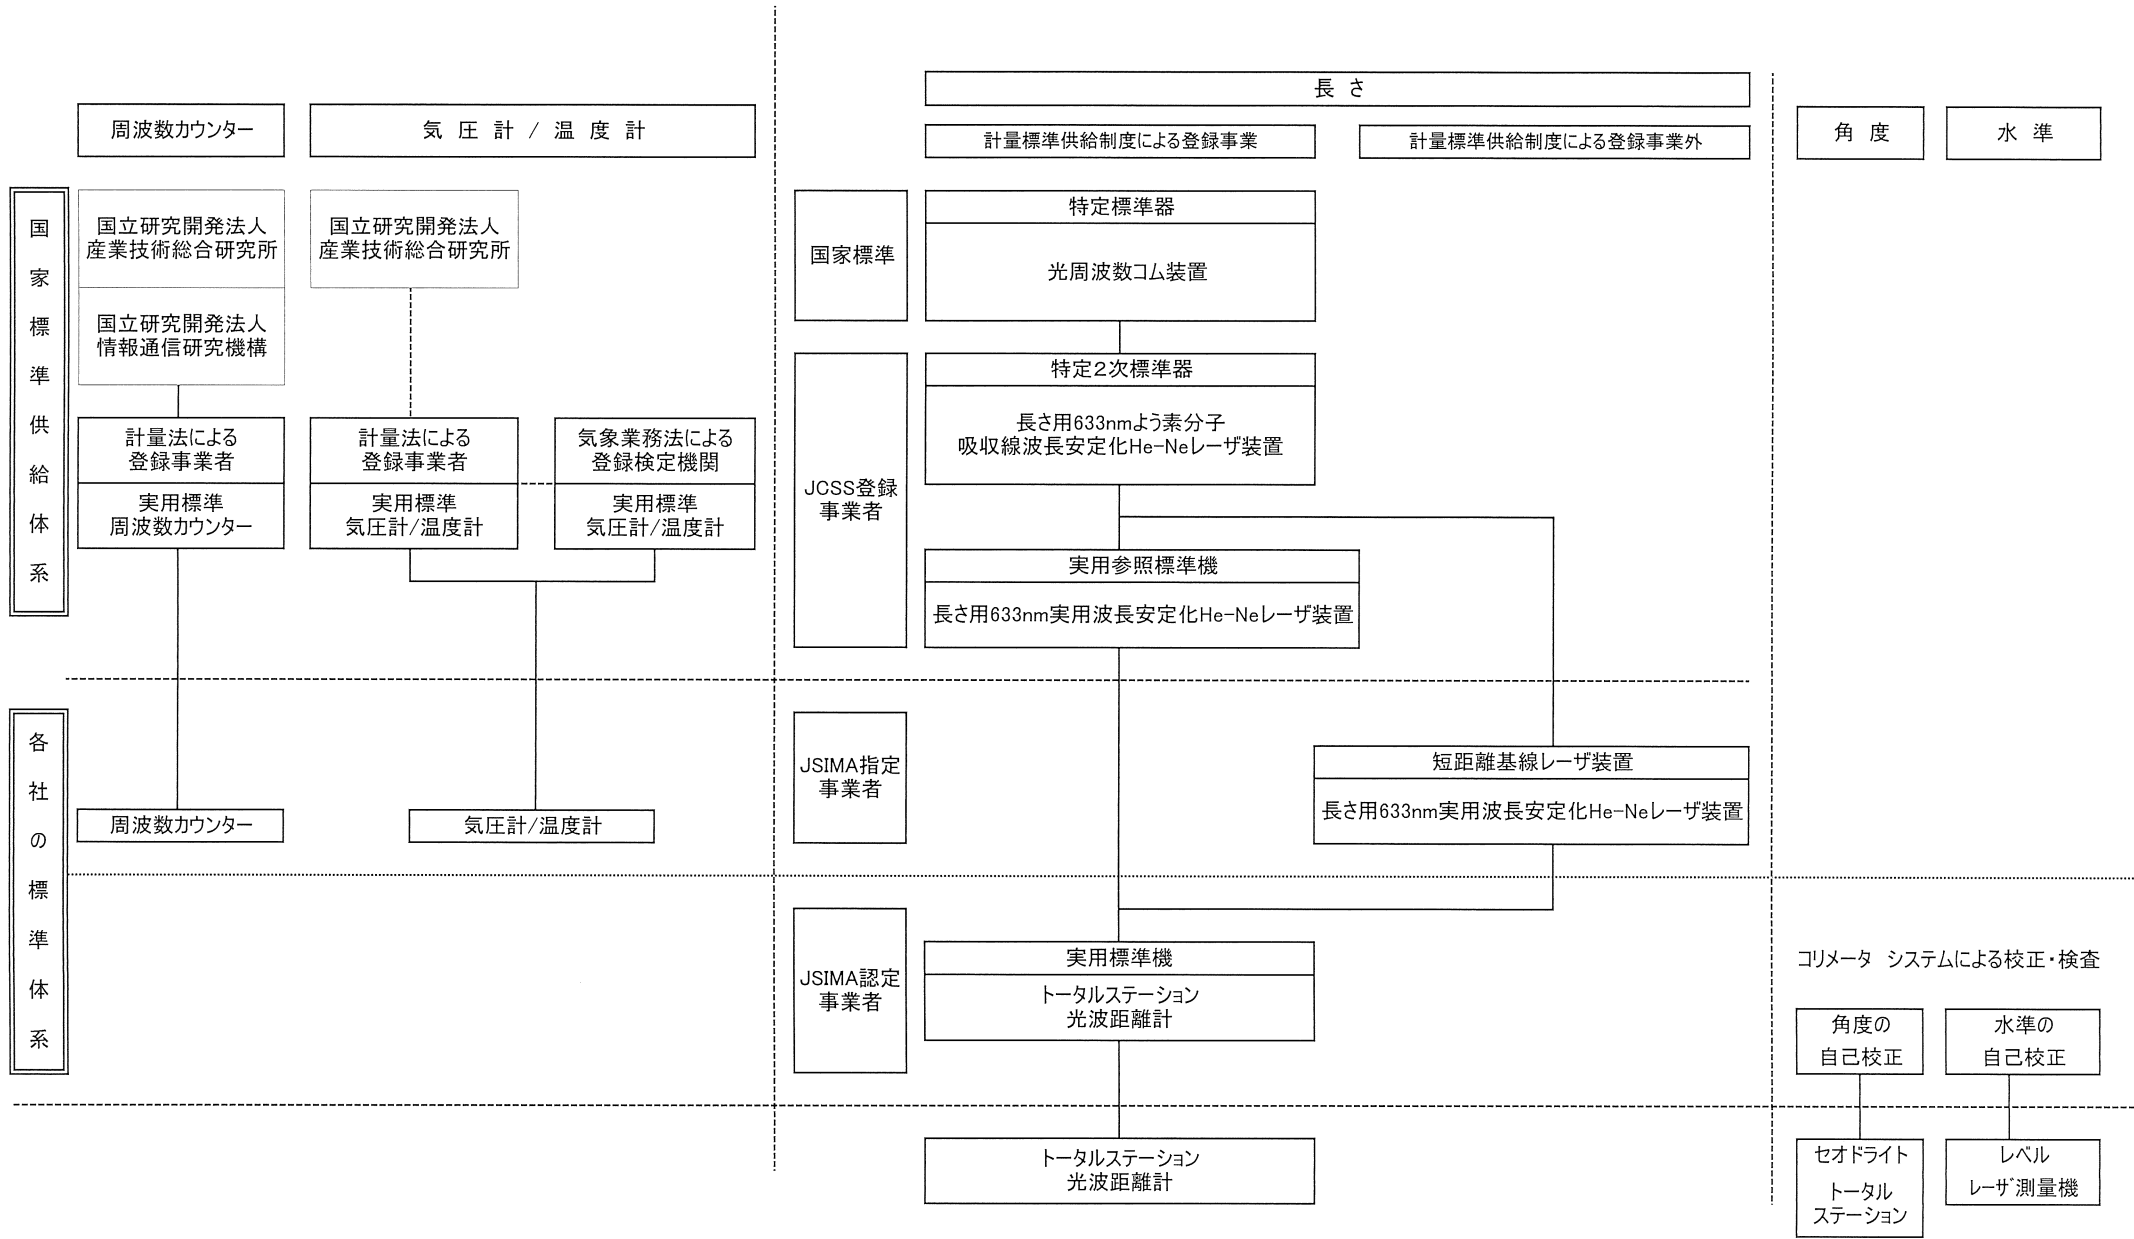 長 さ
周波数カウンター
気 圧 計 / 温 度 計
計量標準供給制度による登録事業
計量標準供給制度による登録事業外
角 度
水 準
国家標準供給体系
国立研究開発法人
産業技術総合研究所
国立研究開発法人
情報通信研究機構
国立研究開発法人
産業技術総合研究所
計量法による
登録事業者
実用標準
周波数カウンター
計量法による
登録事業者
実用標準
気圧計/温度計
気象業務法による
登録検定機関
実用標準
気圧計/温度計
国家標準
特定標準器
光周波数コム装置
JCSS登録
事業者
特定2次標準器
長さ用633nmよう素分子
吸収線波長安定化He-Neレーザ装置
実用参照標準機
長さ用633nm実用波長安定化He-Neレーザ装置
各社の標準体系
周波数カウンター
気圧計/温度計
JSIMA指定
事業者
短距離基線レーザ装置
長さ用633nm実用波長安定化He-Neレーザ装置
JSIMA認定
事業者
実用標準機
トータルステーション
光波距離計
コリメータ システムによる校正・検査
角度の
自己校正
水準の
自己校正
トータルステーション
光波距離計
セオドライト
トータル
ステーション
レベル
レーザ測量機